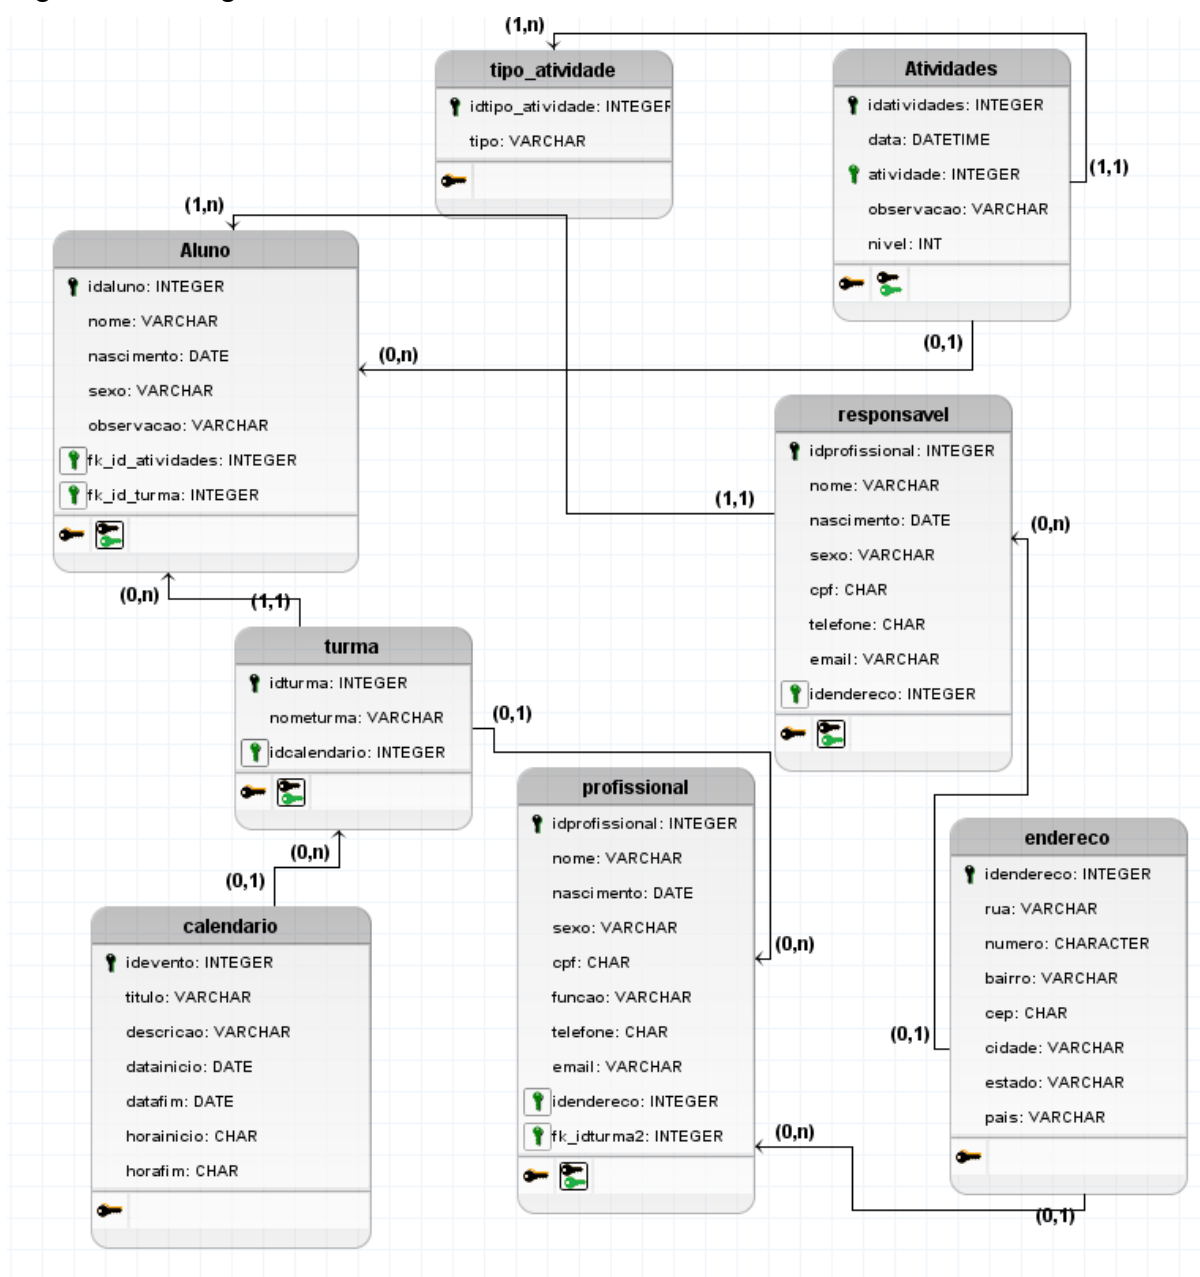 (1,n)
tipo_atividade
idtipo_atividade: INTEGER
tipo: VARCHAR
Atividades
idatividades: INTEGER
data: DATETIME
atividade: INTEGER
observacao: VARCHAR
nivel: INT
(1,1)
(1,n)
Aluno
idaluno: INTEGER
nome: VARCHAR
nascimento: DATE
sexo: VARCHAR
observacao: VARCHAR
fk_id_atividades: INTEGER
fk_id_turma: INTEGER
(0,n)
(0,1)
responsavel
idprofissional: INTEGER
nome: VARCHAR
nascimento: DATE
sexo: VARCHAR
cpf: CHAR
telefone: CHAR
email: VARCHAR
idendereco: INTEGER
(1,1)
(0,n)
(0,n)
(1,1)
turma
idturma: INTEGER
nometurma: VARCHAR
idcalendario: INTEGER
(0,1)
(0,n)
(0,1)
profissional
idprofissional: INTEGER
nome: VARCHAR
nascimento: DATE
sexo: VARCHAR
cpf: CHAR
funcao: VARCHAR
telefone: CHAR
email: VARCHAR
idendereco: INTEGER
fk_idturma2: INTEGER
(0,n)
endereco
idendereco: INTEGER
rua: VARCHAR
numero: CHARACTER
bairro: VARCHAR
cep: CHAR
cidade: VARCHAR
estado: VARCHAR
pais: VARCHAR
(0,1)
(0,n)
(0,1)
calendario
idevento: INTEGER
titulo: VARCHAR
descricao: VARCHAR
datainicio: DATE
datafim: DATE
horainicio: CHAR
horafim: CHAR